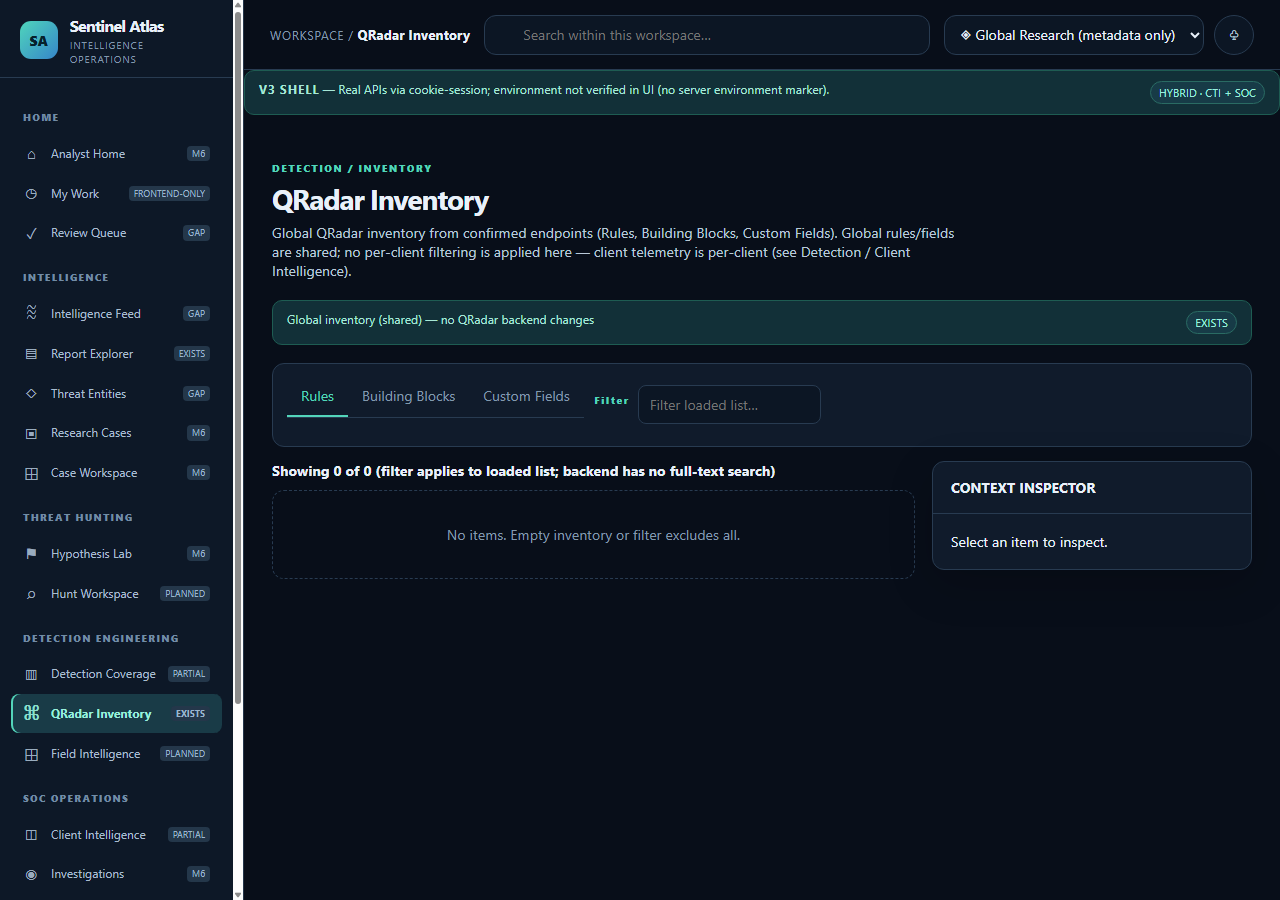 SA
Sentinel Atlas
INTELLIGENCE
OPERATIONS
HOME
Analyst Home M6
My Work FRONTEND-ONLY
Review Queue GAP
INTELLIGENCE
Intelligence Feed GAP
Report Explorer EXISTS
Threat Entities GAP
Research Cases M6
Case Workspace M6
THREAT HUNTING
Hypothesis Lab M6
Hunt Workspace PLANNED
DETECTION ENGINEERING
Detection Coverage PARTIAL
QRadar Inventory EXISTS
Field Intelligence PLANNED
SOC OPERATIONS
Client Intelligence PARTIAL
Investigations M6
WORKSPACE / QRadar Inventory
Search within this workspace...
◈ Global Research (metadata only)
V3 SHELL — Real APIs via cookie-session; environment not verified in UI (no server environment marker).
HYBRID · CTI + SOC
DETECTION / INVENTORY
QRadar Inventory
Global QRadar inventory from confirmed endpoints (Rules, Building Blocks, Custom Fields). Global rules/fields
are shared; no per-client filtering is applied here — client telemetry is per-client (see Detection / Client
Intelligence).
Global inventory (shared) — no QRadar backend changes
EXISTS
Rules Building Blocks Custom Fields Filter Filter loaded list...
Showing 0 of 0 (filter applies to loaded list; backend has no full-text search)
No items. Empty inventory or filter excludes all.
CONTEXT INSPECTOR
Select an item to inspect.